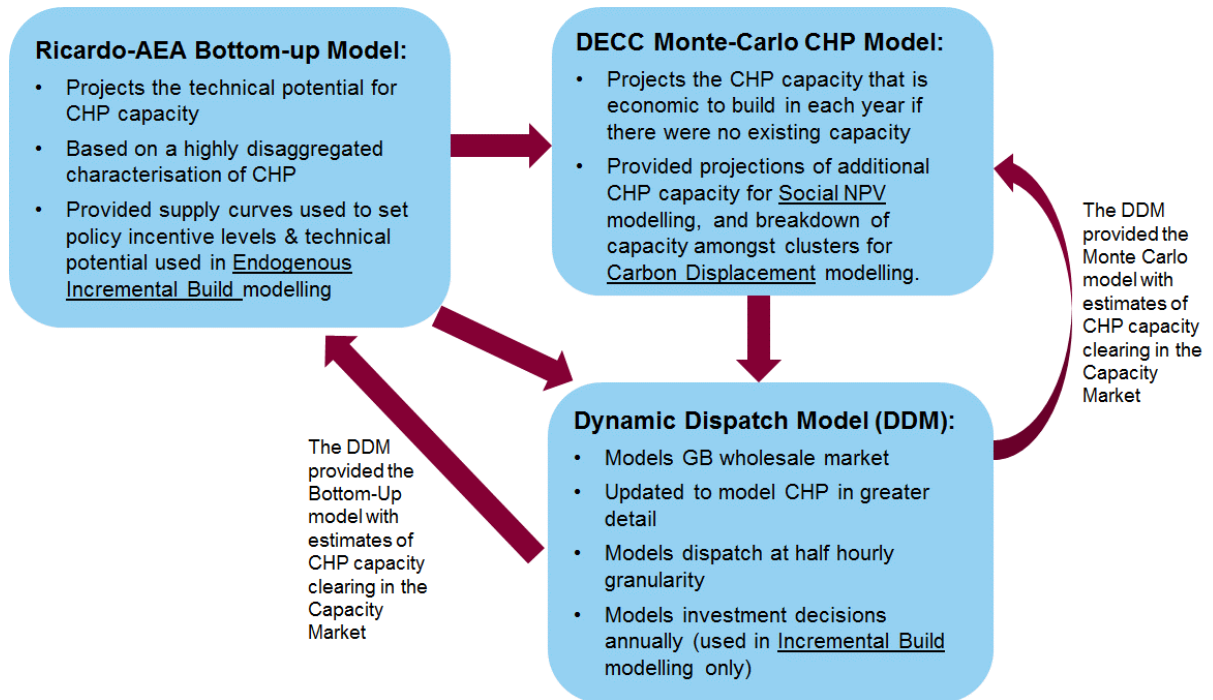 Ricardo-AEA Bottom-up Model:
• Projects the technical potential for
CHP capacity
• Based on a highly disaggregated
characterisation of CHP
• Provided supply curves used to set
policy incentive levels & technical
potential used in Endogenous
Incremental Build modelling
DECC Monte-Carlo CHP Model:
• Projects the CHP capacity that is
economic to build in each year if
there were no existing capacity
• Provided projections of additional
CHP capacity for Social NPV
modelling, and breakdown of
capacity amongst clusters for
Carbon Displacement modelling.
The DDM
provided the
Monte Carlo
model with
estimates of
CHP capacity
clearing in the
Capacity
Market
The DDM
provided the
Bottom-Up
model with
estimates of
CHP capacity
clearing in the
Capacity
Market
Dynamic Dispatch Model (DDM):
• Models GB wholesale market
• Updated to model CHP in greater
detail
• Models dispatch at half hourly
granularity
• Models investment decisions
annually (used in Incremental Build
modelling only)